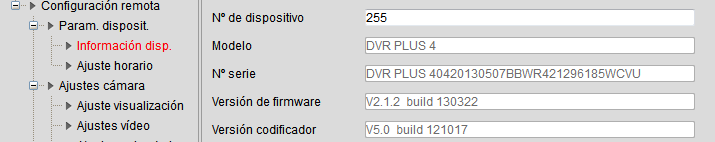 Configuración remota
Param. disposit.
Información disp.
Ajuste horario
Ajustes cámara
Ajuste visualización
Ajustes vídeo
Nº de dispositivo 255
Modelo DVR PLUS 4
Nº serie DVR PLUS 40420130507BBWR421296185WCVU
Versión de firmware V2.1.2 build 130322
Versión codificador V5.0 build 121017